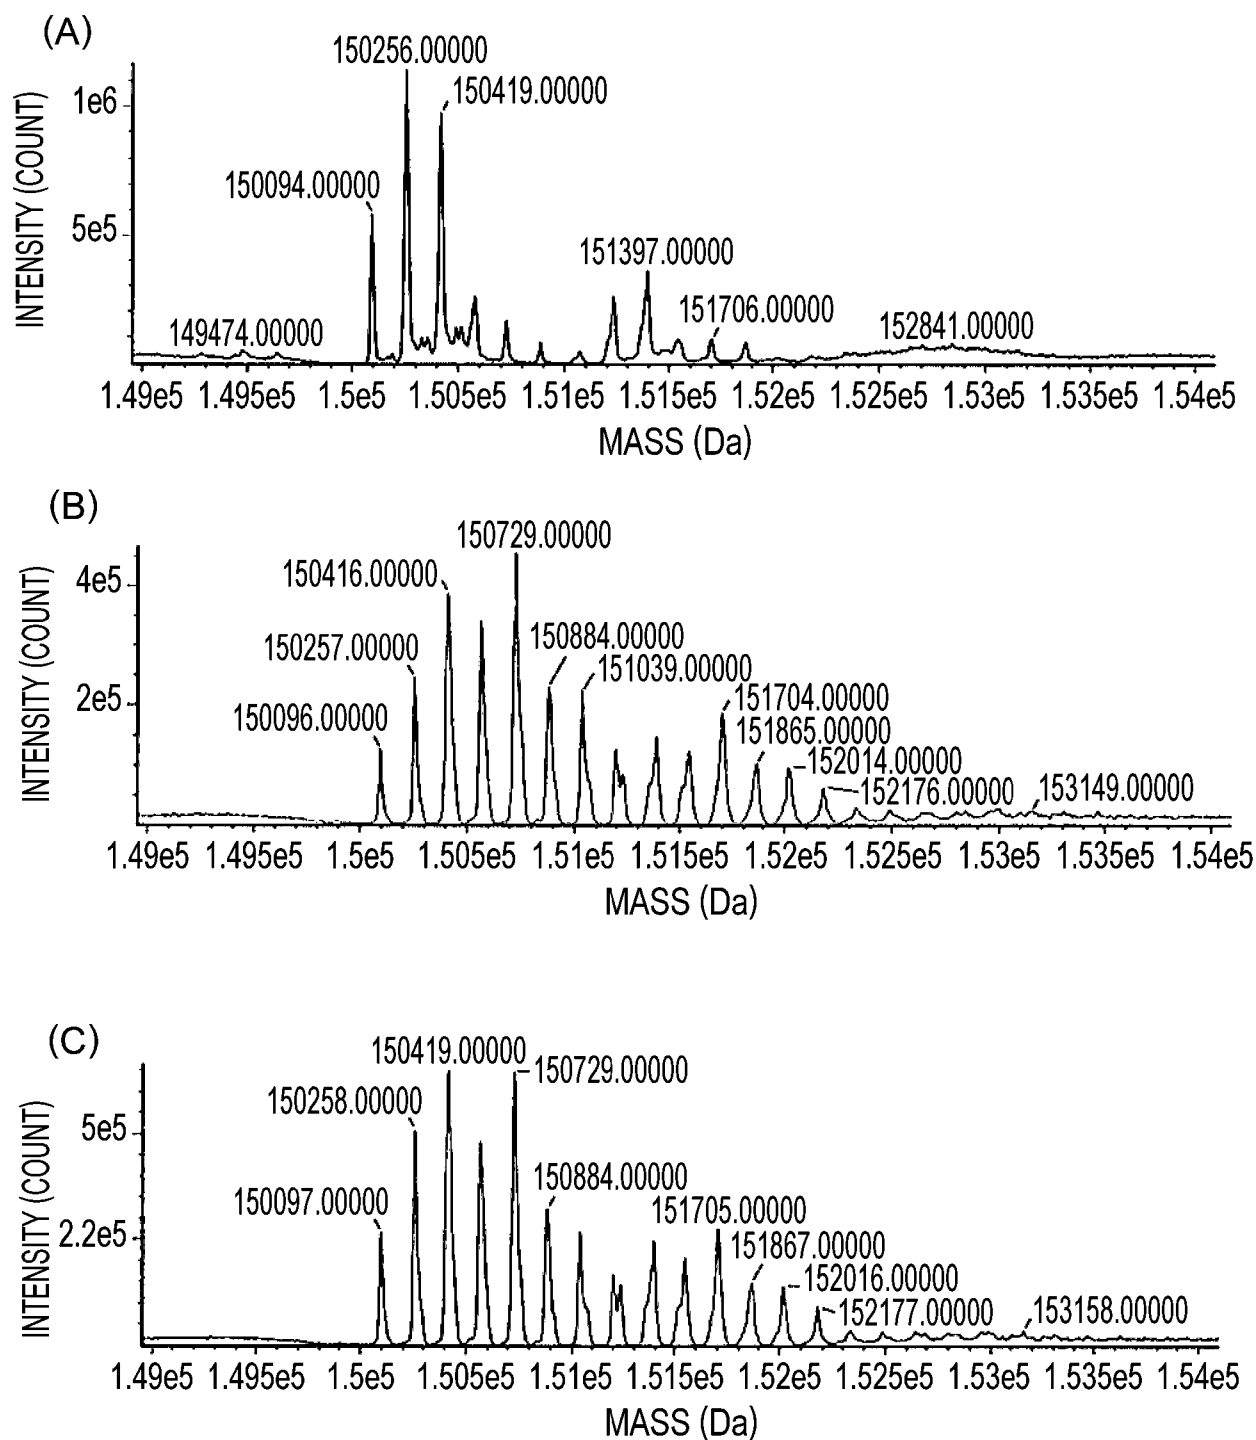 (A)
150256.00000
1e6
150419.00000
150094.00000
5e5
151397.00000
151706.00000
149474.00000
152841.00000
INTENSITY (COUNT)
1.49e5 1.495e5 1.5e5 1.505e5 1.51e5 1.515e5 1.52e5 1.525e5 1.53e5 1.535e5 1.54e5
MASS (Da)
(B)
150729.00000
150416.00000
4e5
150257.00000
150884.00000
151039.00000
2e5
151704.00000
150096.00000
151865.00000
152014.00000
152176.00000
153149.00000
INTENSITY (COUNT)
1.49e5 1.495e5 1.5e5 1.505e5 1.51e5 1.515e5 1.52e5 1.525e5 1.53e5 1.535e5 1.54e5
MASS (Da)
(C)
150419.00000
150729.00000
150258.00000
5e5
150884.00000
150097.00000
151705.00000
2.2e5
151867.00000
152016.00000
152177.00000
153158.00000
INTENSITY (COUNT)
1.49e5 1.495e5 1.5e5 1.505e5 1.51e5 1.515e5 1.52e5 1.525e5 1.53e5 1.535e5 1.54e5
MASS (Da)